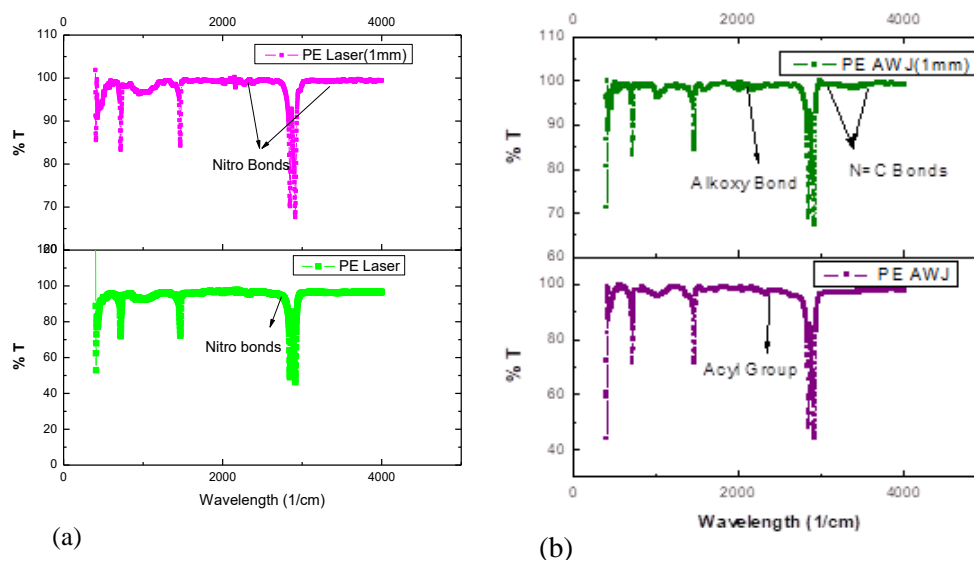 0 2000 4000
110
100
90
80
70
60
% T
PE Laser(1mm)
Nitro Bonds
100
80
60
40
20
0
% T
PE Laser
Nitro bonds
0 2000 4000
Wavelength (1/cm)
(a)
0 2000 4000
110
100
90
80
70
60
% T
PE AWJ(1mm)
Alkoxy Bond
N=C Bonds
100
80
60
40
% T
PE AWJ
Acyl Group
0 2000 4000
Wavelength (1/cm)
(b)